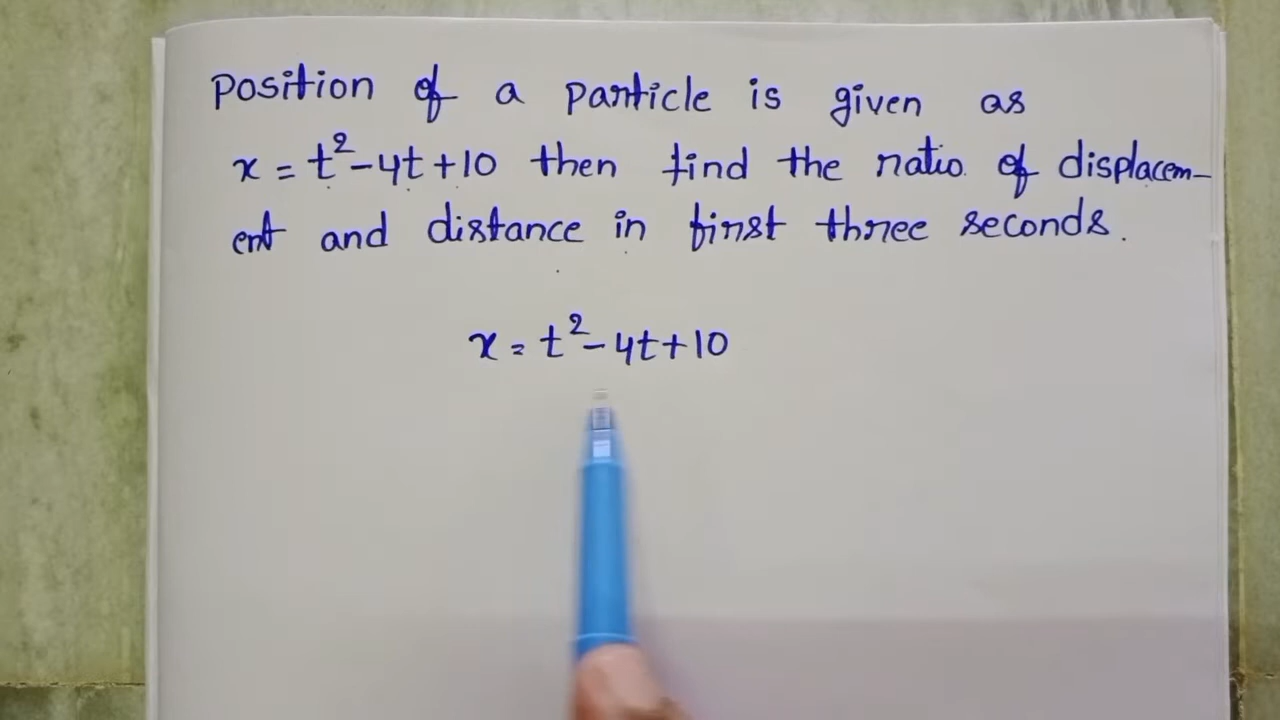 Position of a particle is given as
x = t² - 4t + 10 then find the ratio of displacem-
ent and distance in first three seconds.
x = t² - 4t + 10